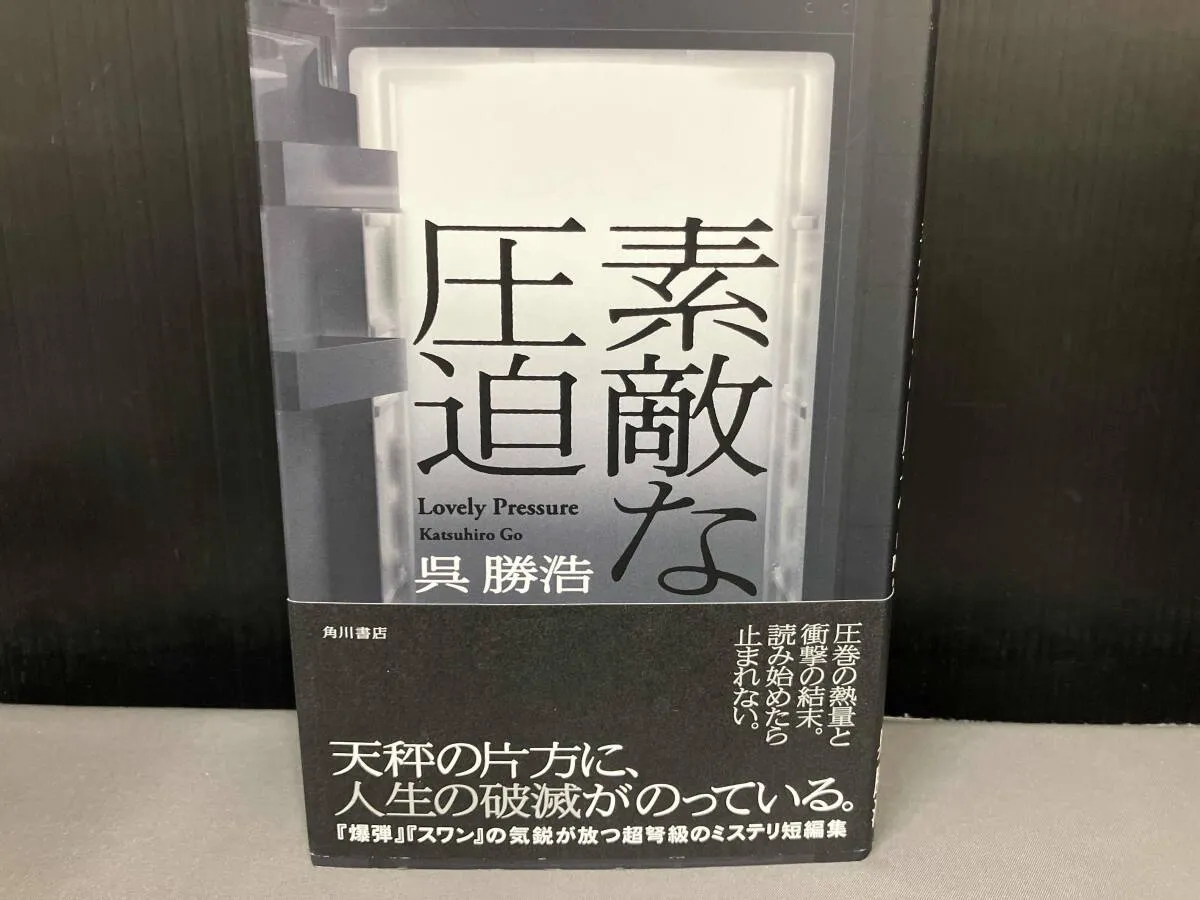 素敵な
圧迫
Lovely Pressure
Katsuhiro Go
呉 勝浩
角川書店
圧巻の熱量と
衝撃の結末。
読み始めたら
止まれない。
天秤の片方に、
人生の破滅がのっている。
『爆弾』『スワン』の気鋭が放つ超弩級のミステリ短編集